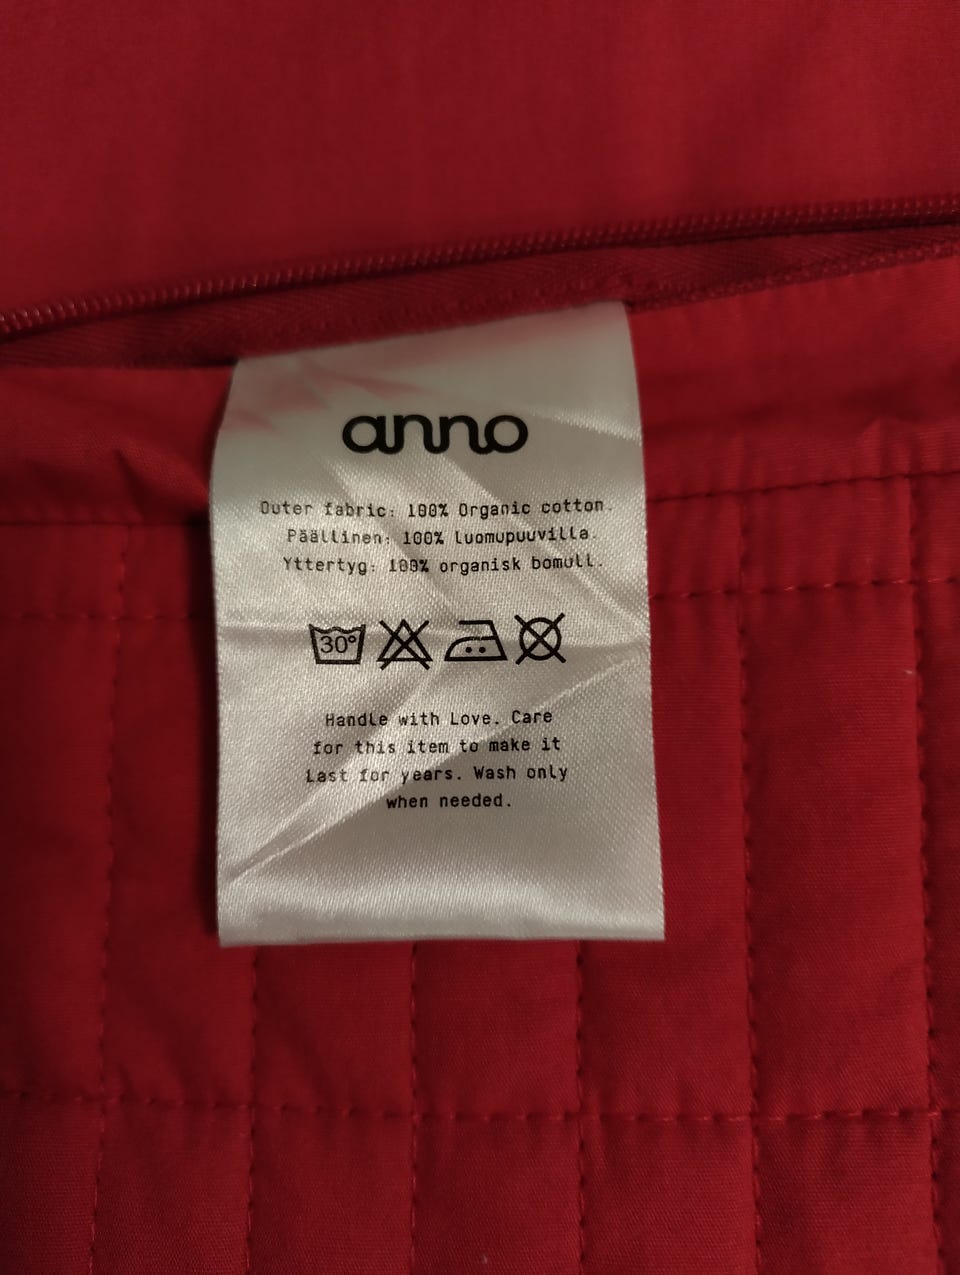 anno
Outer fabric: 100% Organic cotton.
Päällinen: 100% luomupuuvilla.
Yttertyg: 100% organisk bomull.
30°
Handle with Love. Care
for this item to make it
last for years. Wash only
when needed.